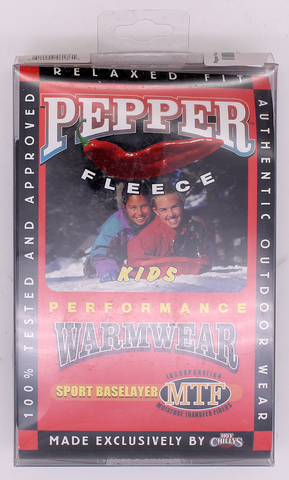 RELAXED FIT
PEPPER
FLEECE
KIDS
PERFORMANCE
WARMWEAR
SPORT BASELAYER
INCORPORATING
MTF
MOISTURE TRANSFER FIBERS
MADE EXCLUSIVELY BY HOT CHILLYS
100% TESTED AND APPROVED
AUTHENTIC OUTDOOR WEAR